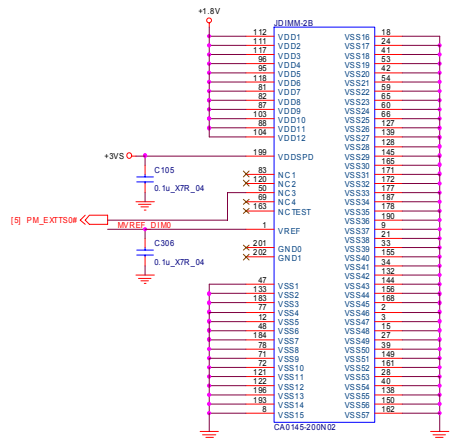 +1.8V
JDIMM-2B
112 VDD1 VSS16 18
111 VDD2 VSS17 24
117 VDD3 VSS18 41
96 VDD4 VSS19 53
95 VDD5 VSS20 42
118 VDD6 VSS21 54
81 VDD7 VSS22 59
82 VDD8 VSS23 65
87 VDD9 VSS24 60
103 VDD10 VSS25 66
88 VDD11 VSS26 127
104 VDD12 VSS27 139
VSS28 128
+3VS 199 VDDSPD VSS29 145
VSS30 165
C105 83 NC1 VSS31 171
120 NC2 VSS32 172
0.1u_X7R_04 50 NC3 VSS33 177
69 NC4 VSS34 187
163 NCTEST VSS35 178
[5] PM_EXTTS0# VSS36 190
MVREF_DIM0 1 VREF VSS37 9
VSS38 21
C306 201 GND0 VSS39 33
202 GND1 VSS40 155
0.1u_X7R_04 VSS41 34
VSS42 132
47 VSS1 VSS43 144
133 VSS2 VSS44 156
183 VSS3 VSS45 168
77 VSS4 VSS46 2
12 VSS5 VSS47 3
48 VSS6 VSS48 15
184 VSS7 VSS49 27
78 VSS8 VSS50 39
71 VSS9 VSS51 149
72 VSS10 VSS52 161
121 VSS11 VSS53 28
122 VSS12 VSS54 40
196 VSS13 VSS55 138
193 VSS14 VSS56 150
8 VSS15 VSS57 162
CA0145-200N02